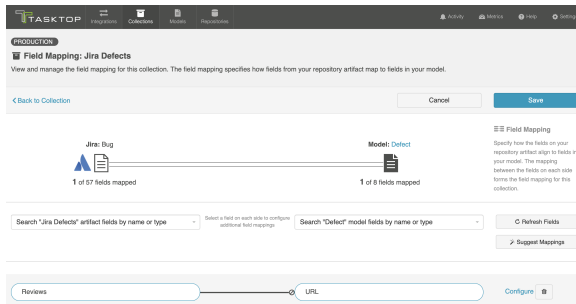 TASKTOP
Integrations
Collections
Models
Repositories
Activity
Metrics
Help
Settings
PRODUCTION
Field Mapping: Jira Defects
View and manage the field mapping for this collection. The field mapping specifies how fields from your repository artifact map to fields in your model.
Back to Collection
Cancel
Save
Field Mapping
Specify how the fields on your
repository artifact align to fields in
your model. The mapping
between the fields on each side
forms the field mapping for this
collection.
Jira: Bug
Model: Defect
1 of 57 fields mapped
1 of 8 fields mapped
Search "Jira Defects" artifact fields by name or type
Select a field on each side to configure
additional field mappings
Search "Defect" model fields by name or type
Refresh Fields
Suggest Mappings
Reviews
URL
Configure